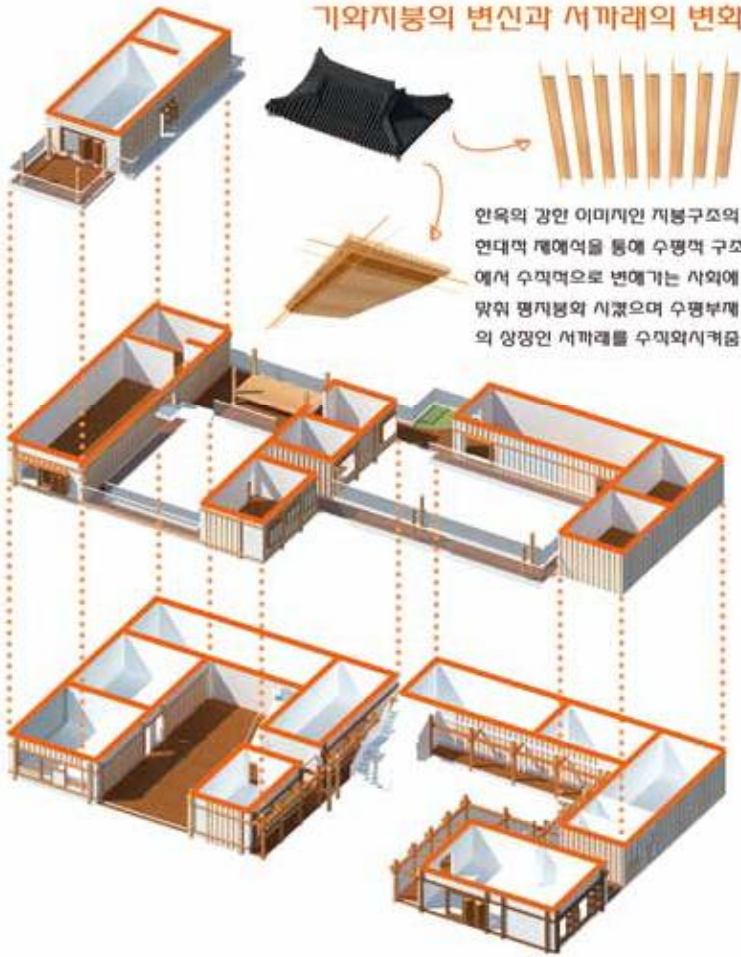 기와지붕의 변신과 서까래의 변화
한옥의 강한 이미지인 지붕구조의
현대적 재해석을 통해 수평적 구조
에서 수직적으로 변해가는 사회에
맞춰 평지붕화 시켰으며 수평부재
의 상징인 서까래를 수직화시켜줌